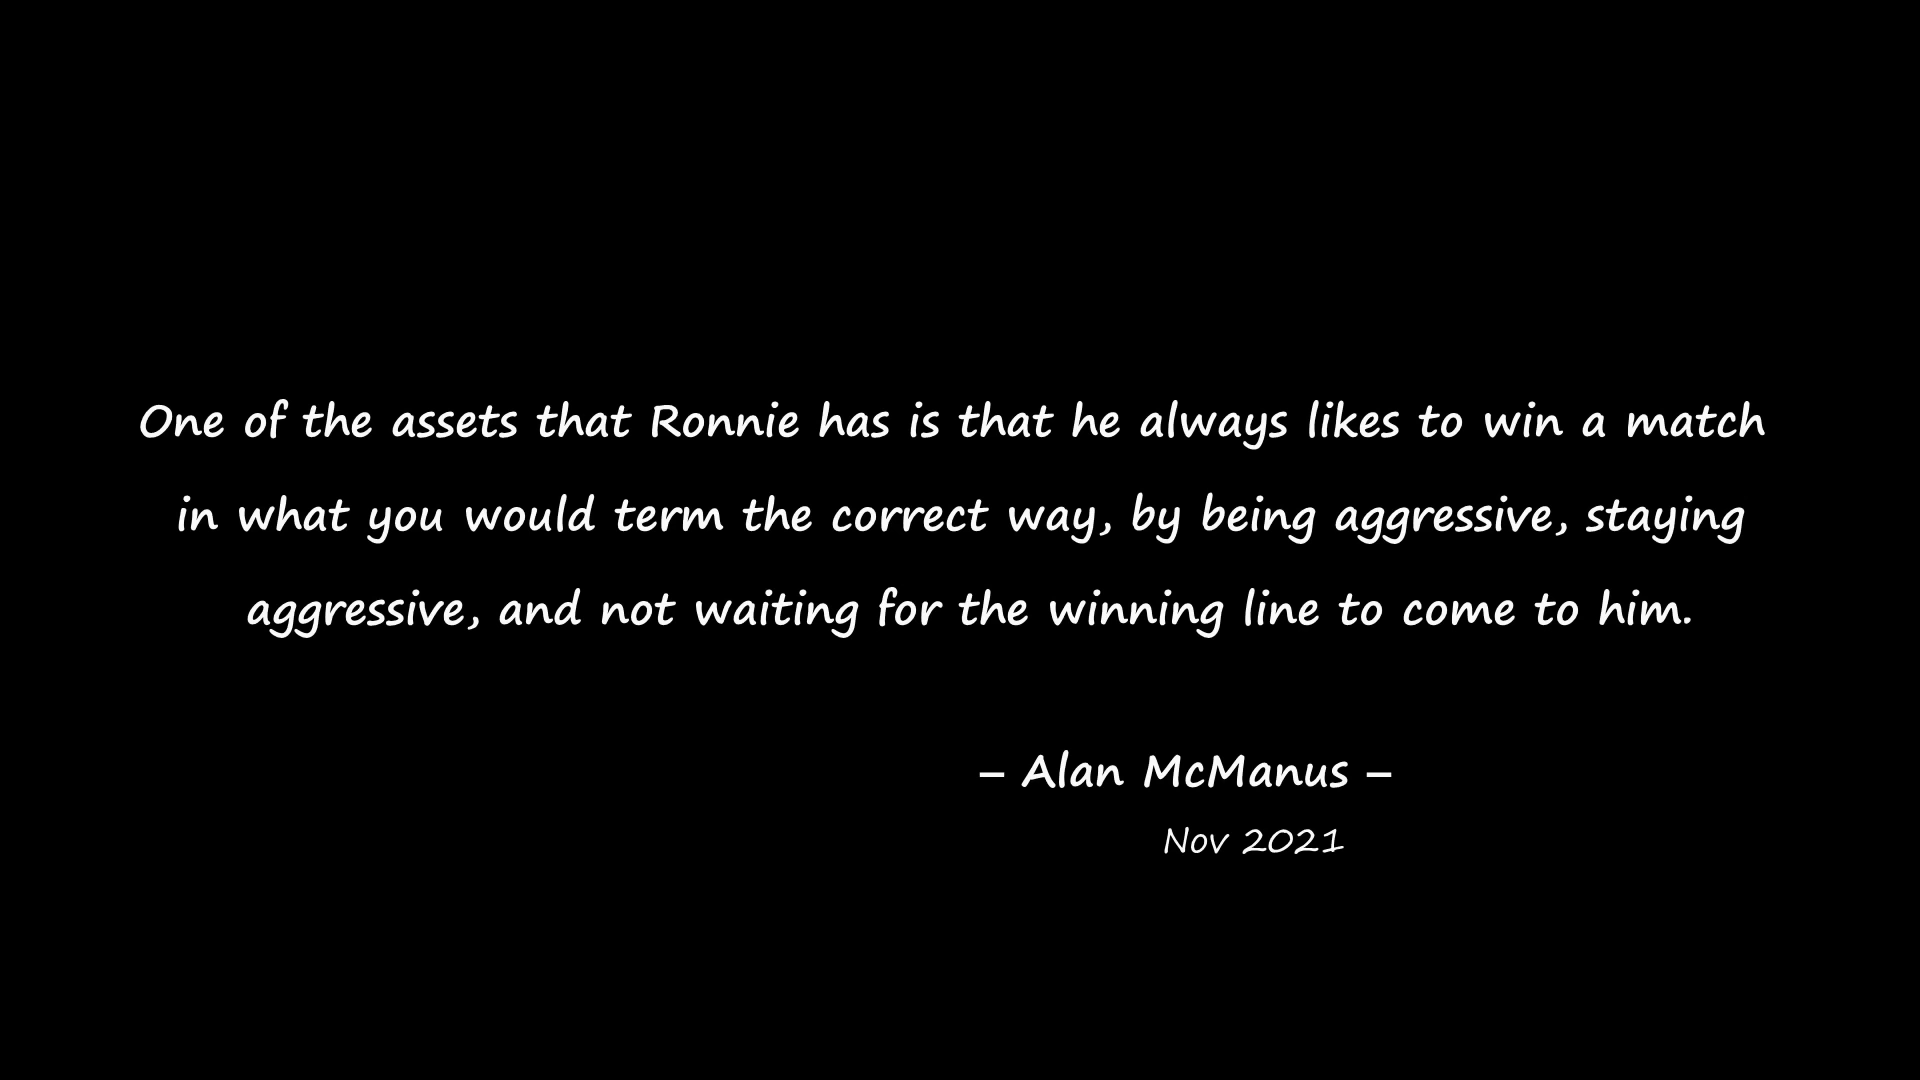 One of the assets that Ronnie has is that he always likes to win a match
in what you would term the correct way, by being aggressive, staying
aggressive, and not waiting for the winning line to come to him.
– Alan McManus –
Nov 2021